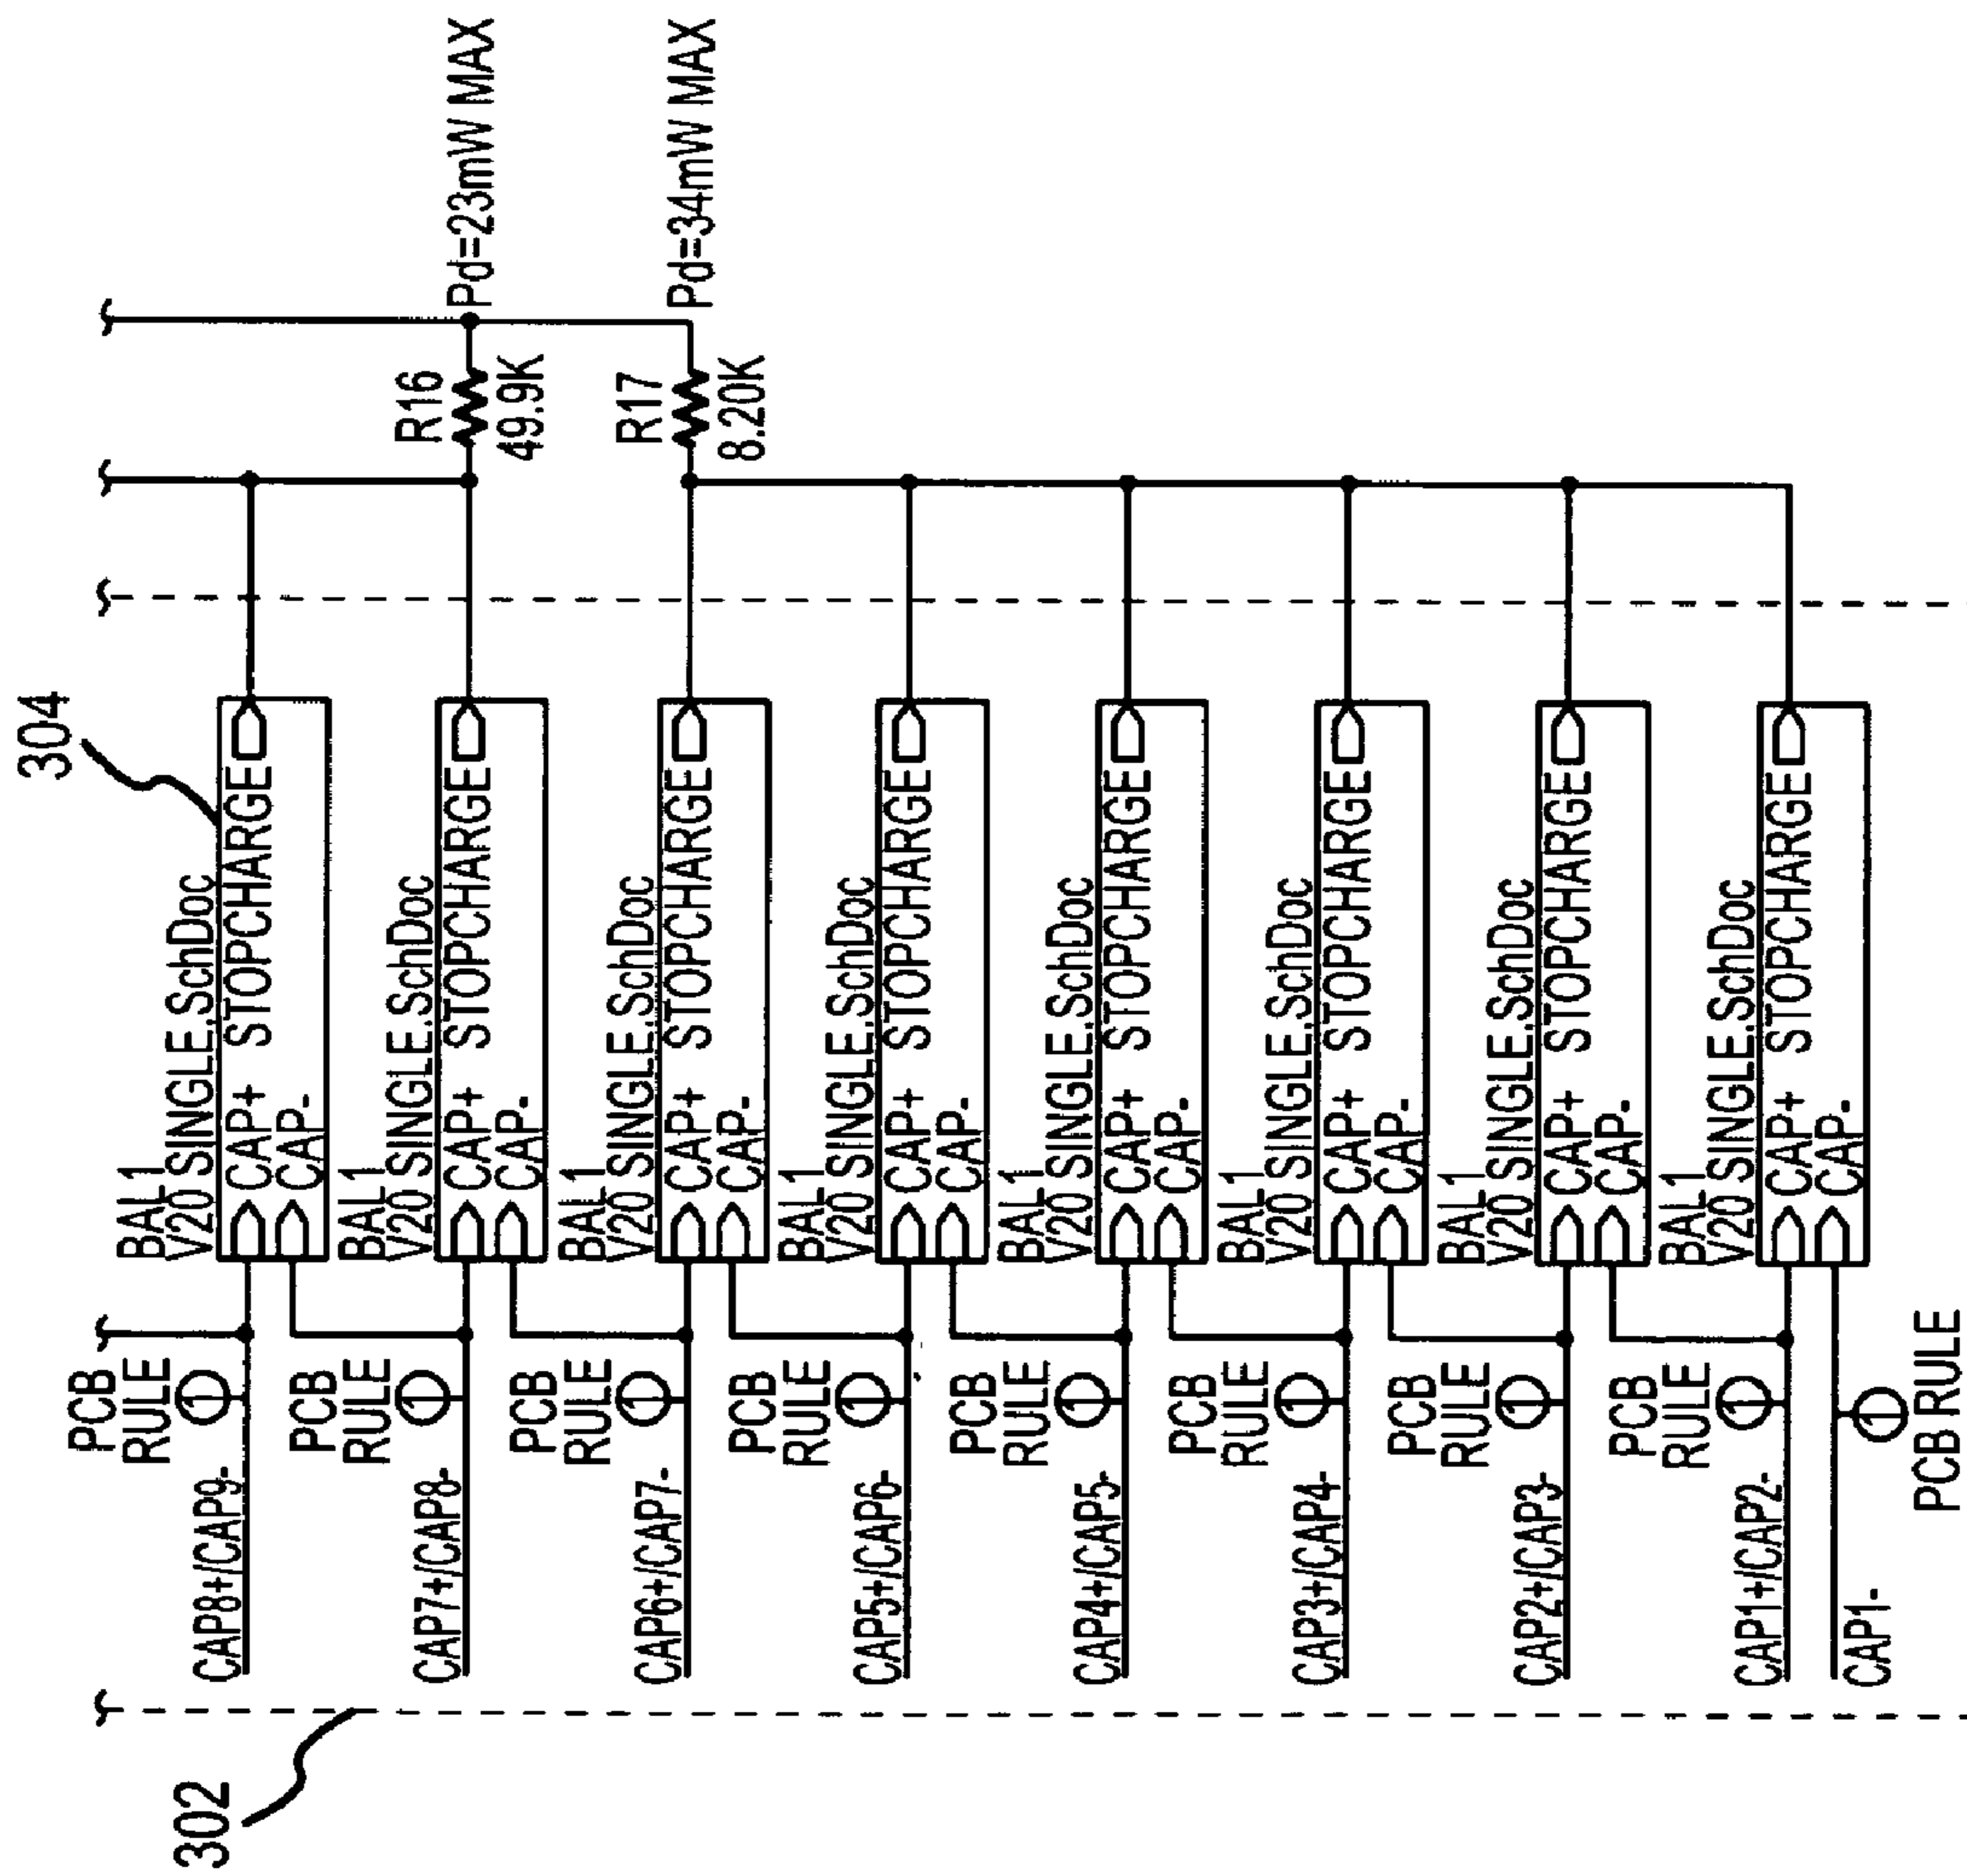 304
302
PCB
RULE
CAP8+/CAP9-
BAL1
V20 SINGLE.SchDoc
CAP+ STOPCHARGE
CAP-
PCB
RULE
CAP7+/CAP8-
BAL1
V20 SINGLE.SchDoc
CAP+ STOPCHARGE
CAP-
R16
49.9K
Pd=23mW MAX
PCB
RULE
CAP6+/CAP7-
BAL1
V20 SINGLE.SchDoc
CAP+ STOPCHARGE
CAP-
R17
8.20K
Pd=34mW MAX
PCB
RULE
CAP5+/CAP6-
BAL1
V20 SINGLE.SchDoc
CAP+ STOPCHARGE
CAP-
PCB
RULE
CAP4+/CAP5-
BAL1
V20 SINGLE.SchDoc
CAP+ STOPCHARGE
CAP-
PCB
RULE
CAP3+/CAP4-
BAL1
V20 SINGLE.SchDoc
CAP+ STOPCHARGE
CAP-
PCB
RULE
CAP2+/CAP3-
BAL1
V20 SINGLE.SchDoc
CAP+ STOPCHARGE
CAP-
PCB
RULE
CAP1+/CAP2-
BAL1
V20 SINGLE.SchDoc
CAP+ STOPCHARGE
CAP-
CAP1-
PCB RULE